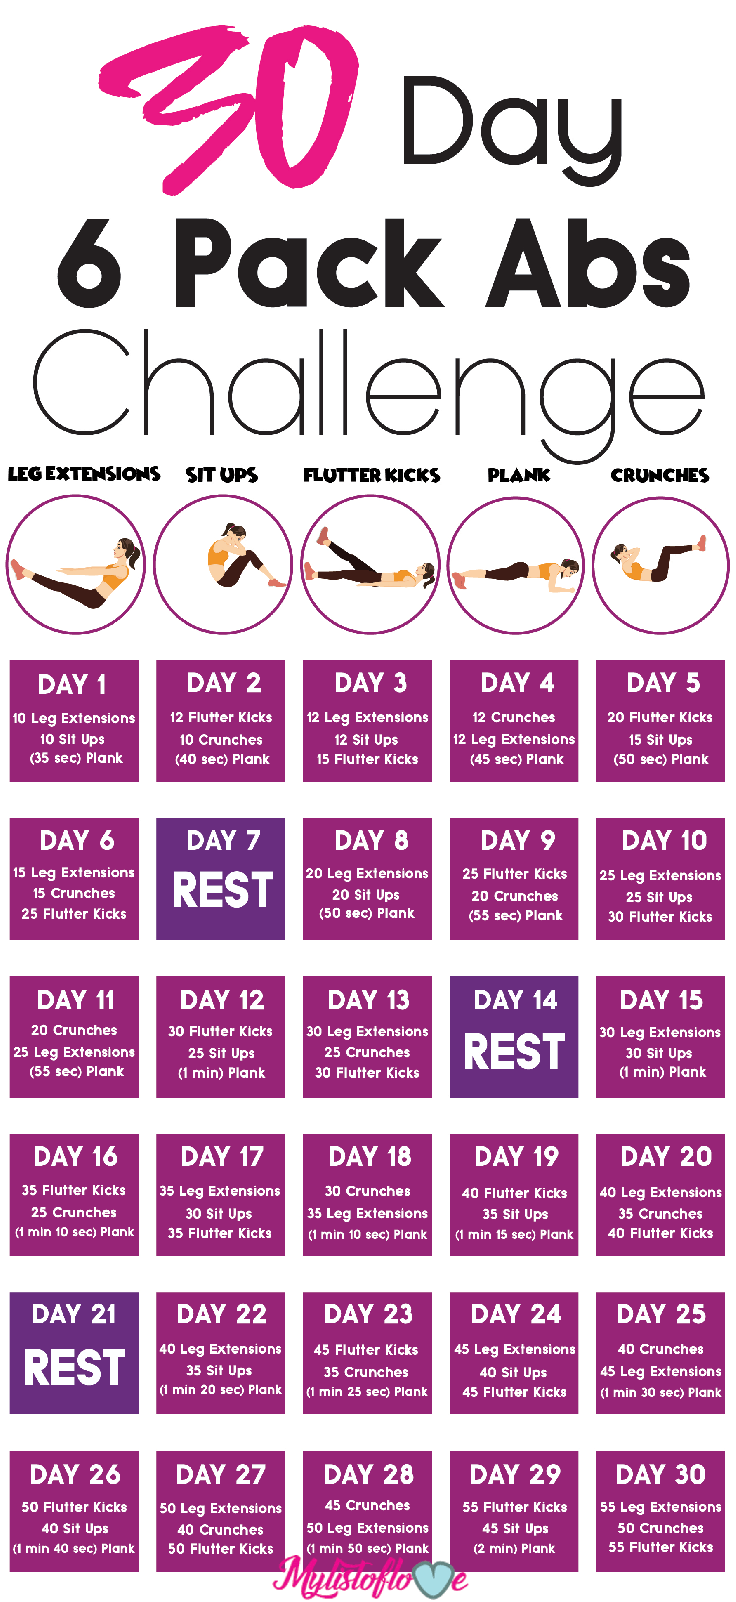 30 Day
6 Pack Abs
Challenge
LEG EXTENSIONS
SIT UPS
FLUTTER KICKS
PLANK
CRUNCHES
DAY 1
10 Leg Extensions
10 Sit Ups
(35 sec) Plank
DAY 2
12 Flutter Kicks
10 Crunches
(40 sec) Plank
DAY 3
12 Leg Extensions
12 Sit Ups
15 Flutter Kicks
DAY 4
12 Crunches
12 Leg Extensions
(45 sec) Plank
DAY 5
20 Flutter Kicks
15 Sit Ups
(50 sec) Plank
DAY 6
15 Leg Extensions
15 Crunches
25 Flutter Kicks
DAY 7
REST
DAY 8
20 Leg Extensions
20 Sit Ups
(50 sec) Plank
DAY 9
25 Flutter Kicks
20 Crunches
(55 sec) Plank
DAY 10
25 Leg Extensions
25 Sit Ups
30 Flutter Kicks
DAY 11
20 Crunches
25 Leg Extensions
(55 sec) Plank
DAY 12
30 Flutter Kicks
25 Sit Ups
(1 min) Plank
DAY 13
30 Leg Extensions
25 Crunches
30 Flutter Kicks
DAY 14
REST
DAY 15
30 Leg Extensions
30 Sit Ups
(1 min) Plank
DAY 16
35 Flutter Kicks
25 Crunches
(1 min 10 sec) Plank
DAY 17
35 Leg Extensions
30 Sit Ups
35 Flutter Kicks
DAY 18
30 Crunches
35 Leg Extensions
(1 min 10 sec) Plank
DAY 19
40 Flutter Kicks
35 Sit Ups
(1 min 15 sec) Plank
DAY 20
40 Leg Extensions
35 Crunches
40 Flutter Kicks
DAY 21
REST
DAY 22
40 Leg Extensions
35 Sit Ups
(1 min 20 sec) Plank
DAY 23
45 Flutter Kicks
35 Crunches
(1 min 25 sec) Plank
DAY 24
45 Leg Extensions
40 Sit Ups
45 Flutter Kicks
DAY 25
40 Crunches
45 Leg Extensions
(1 min 30 sec) Plank
DAY 26
50 Flutter Kicks
40 Sit Ups
(1 min 40 sec) Plank
DAY 27
50 Leg Extensions
40 Crunches
50 Flutter Kicks
DAY 28
45 Crunches
50 Leg Extensions
(1 min 50 sec) Plank
DAY 29
55 Flutter Kicks
45 Sit Ups
(2 min) Plank
DAY 30
55 Leg Extensions
50 Crunches
55 Flutter Kicks
Mylistoflove